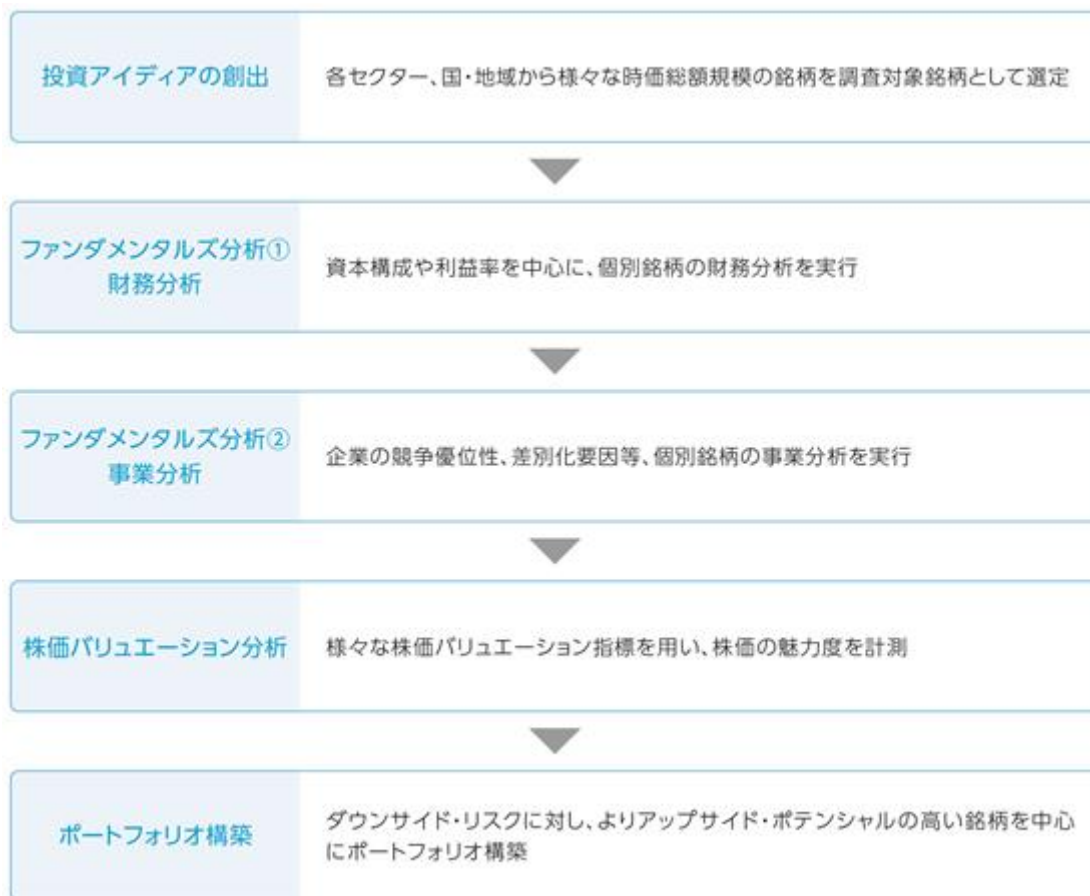 投資アイディアの創出
各セクター、国・地域から様々な時価総額規模の銘柄を調査対象銘柄として選定
ファンダメンタルズ分析①
財務分析
資本構成や利益率を中心に、個別銘柄の財務分析を実行
ファンダメンタルズ分析②
事業分析
企業の競争優位性、差別化要因等、個別銘柄の事業分析を実行
株価バリュエーション分析
様々な株価バリュエーション指標を用い、株価の魅力度を計測
ポートフォリオ構築
ダウンサイド・リスクに対し、よりアップサイド・ポテンシャルの高い銘柄を中心
にポートフォリオ構築